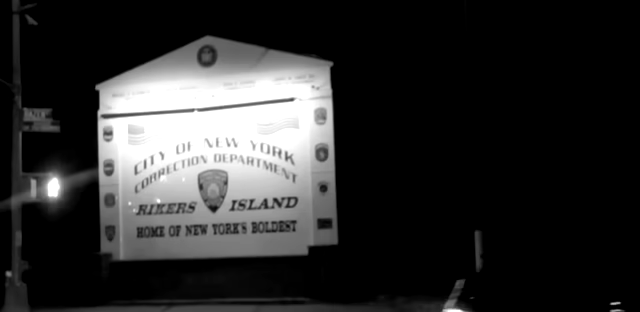 CITY OF NEW YORK
CORRECTION DEPARTMENT
RIKERS ISLAND
HOME OF NEW YORK'S BOLDEST